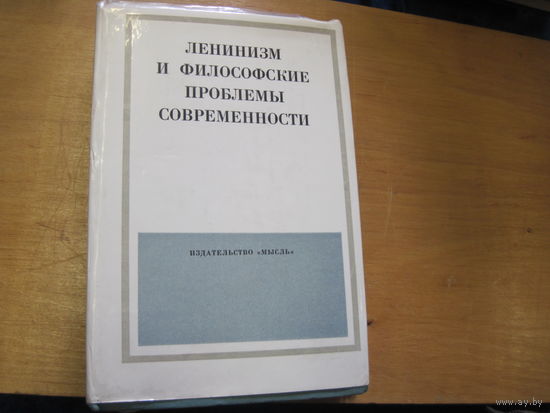 ЛЕНИНИЗМ
И ФИЛОСОФСКИЕ
ПРОБЛЕМЫ
СОВРЕМЕННОСТИ
ИЗДАТЕЛЬСТВО «МЫСЛЬ»
www.ay.by